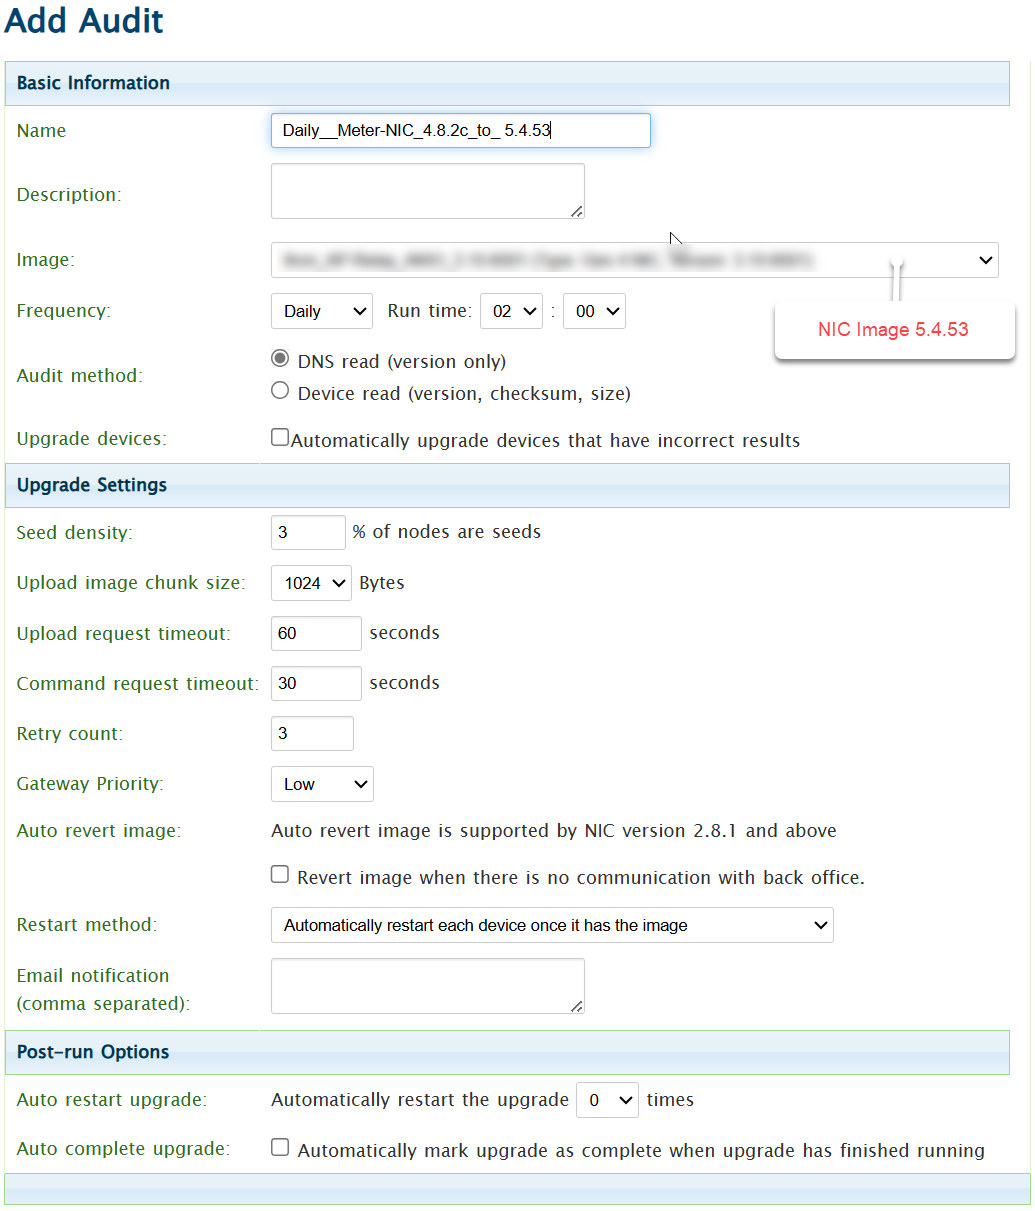 Add Audit
Basic Information
Name Daily__Meter-NIC_4.8.2c_to_ 5.4.53
Description:
Image:
Frequency: Daily Run time: 02 : 00
NIC Image 5.4.53
Audit method: DNS read (version only)
Device read (version, checksum, size)
Upgrade devices: Automatically upgrade devices that have incorrect results
Upgrade Settings
Seed density: 3 % of nodes are seeds
Upload image chunk size: 1024 Bytes
Upload request timeout: 60 seconds
Command request timeout: 30 seconds
Retry count: 3
Gateway Priority: Low
Auto revert image: Auto revert image is supported by NIC version 2.8.1 and above
Revert image when there is no communication with back office.
Restart method: Automatically restart each device once it has the image
Email notification
(comma separated):
Post-run Options
Auto restart upgrade: Automatically restart the upgrade 0 times
Auto complete upgrade: Automatically mark upgrade as complete when upgrade has finished running